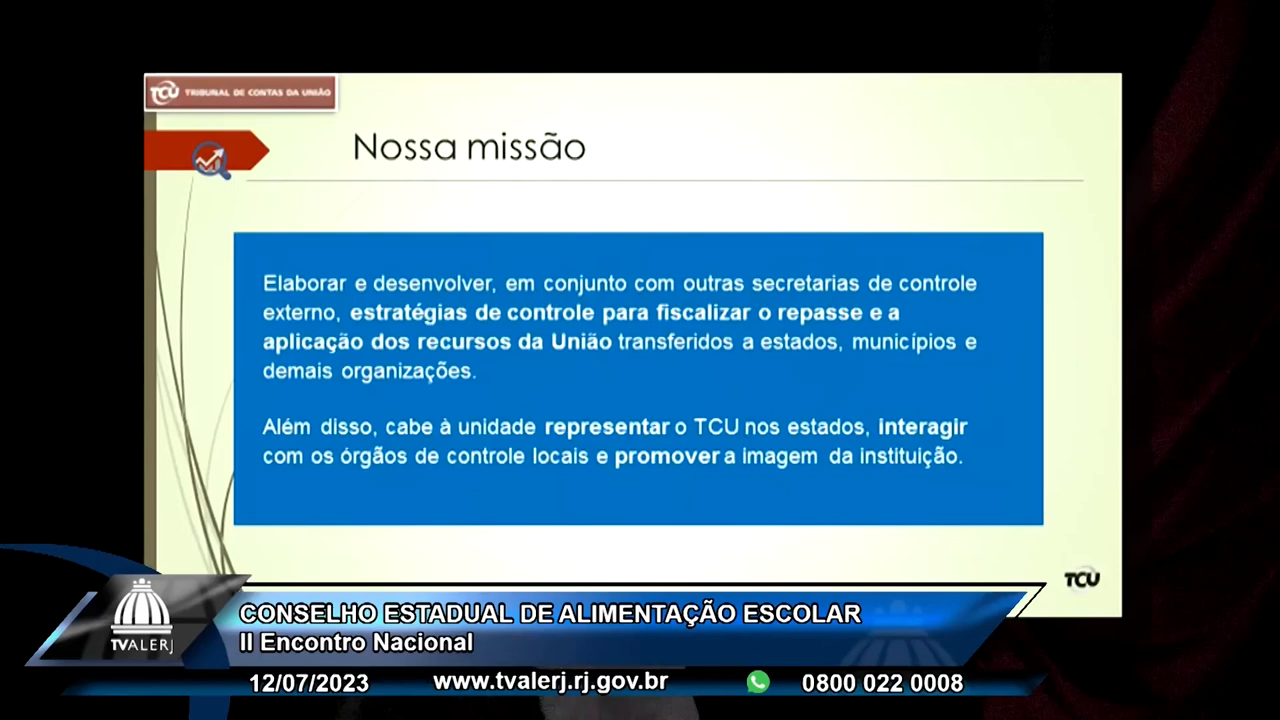 TCU TRIBUNAL DE CONTAS DA UNIÃO
Nossa missão
Elaborar e desenvolver, em conjunto com outras secretarias de controle
externo, estratégias de controle para fiscalizar o repasse e a
aplicação dos recursos da União transferidos a estados, municípios e
demais organizações.
Além disso, cabe à unidade representar o TCU nos estados, interagir
com os órgãos de controle locais e promover a imagem da instituição.
TCU
CONSELHO ESTADUAL DE ALIMENTAÇÃO ESCOLAR
II Encontro Nacional
TVALERJ
12/07/2023 www.tvalerj.rj.gov.br 0800 022 0008